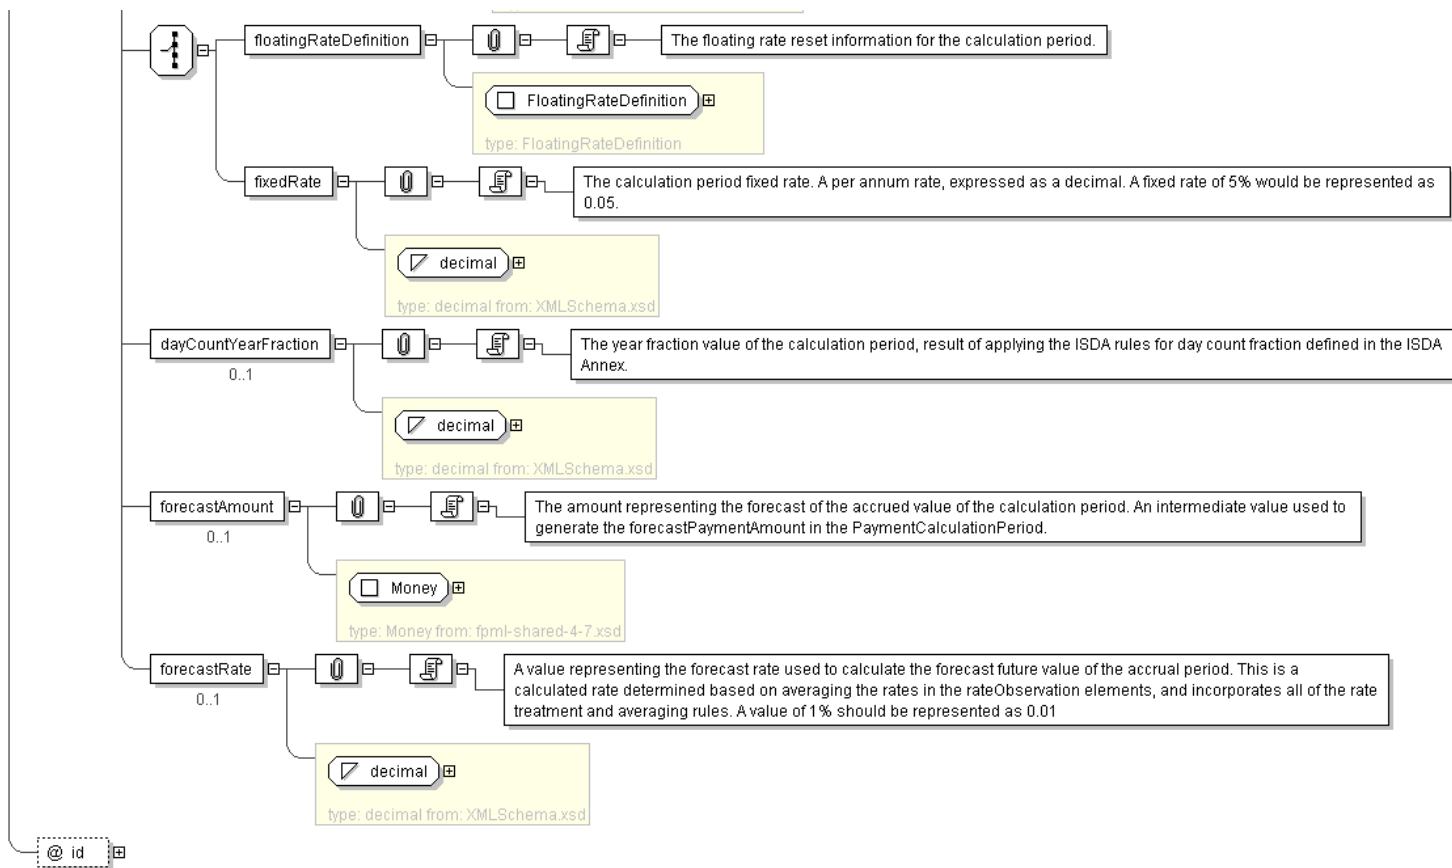 floatingRateDefinition
The floating rate reset information for the calculation period.
FloatingRateDefinition
type: FloatingRateDefinition
fixedRate
The calculation period fixed rate. A per annum rate, expressed as a decimal. A fixed rate of 5% would be represented as
0.05.
decimal
type: decimal from: XMLSchema.xsd
dayCountYearFraction
0..1
The year fraction value of the calculation period, result of applying the ISDA rules for day count fraction defined in the ISDA
Annex.
decimal
type: decimal from: XMLSchema.xsd
forecastAmount
0..1
The amount representing the forecast of the accrued value of the calculation period. An intermediate value used to
generate the forecastPaymentAmount in the PaymentCalculationPeriod.
Money
type: Money from: fpml-shared-4-7.xsd
forecastRate
0..1
A value representing the forecast rate used to calculate the forecast future value of the accrual period. This is a
calculated rate determined based on averaging the rates in the rateObservation elements, and incorporates all of the rate
treatment and averaging rules. A value of 1% should be represented as 0.01
decimal
type: decimal from: XMLSchema.xsd
@ id